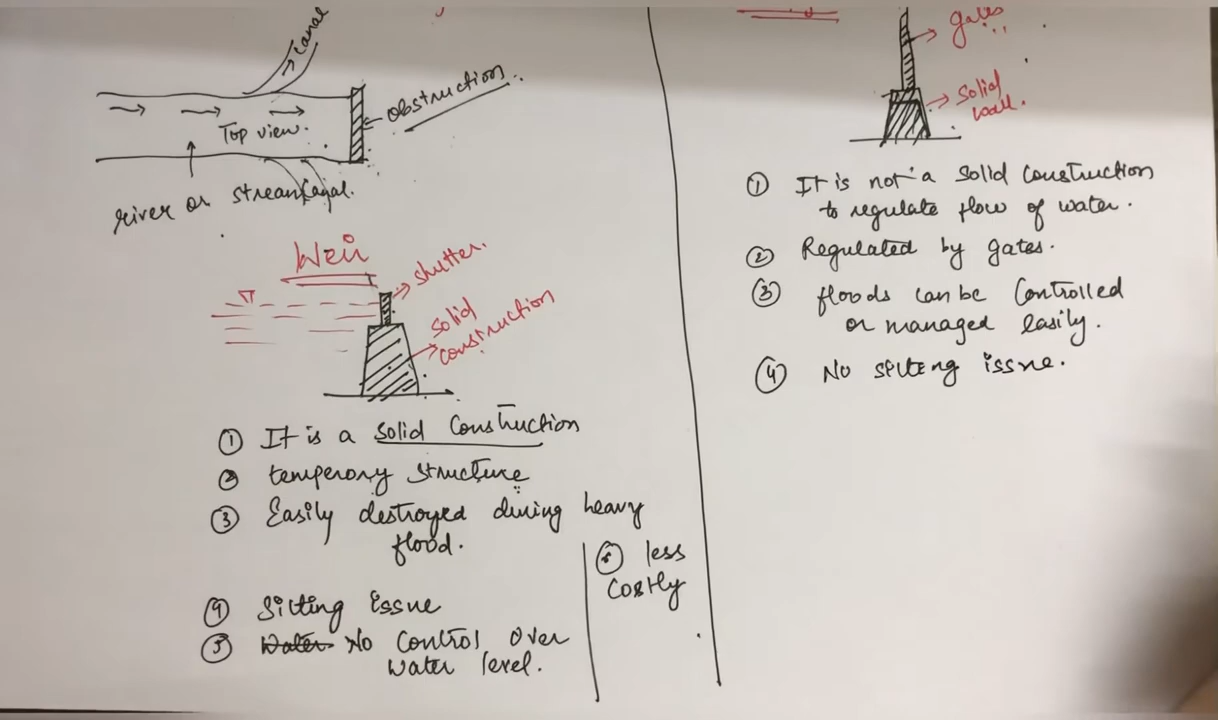 Canal
Top view.
obstruction..
river or stream
Canal.
Weir
shutter.
solid
construction
① It is a solid Construction
② temperory structure
③ Easily destroyed during heavy
flood.
④ Silting issue
⑤ Water No Control over
water level.
⑥ less
Costly
gates
solid
wall.
① It is not a solid construction
to regulate flow of water.
② Regulated by gates.
③ floods can be Controlled
or managed easily.
④ No silting issue.